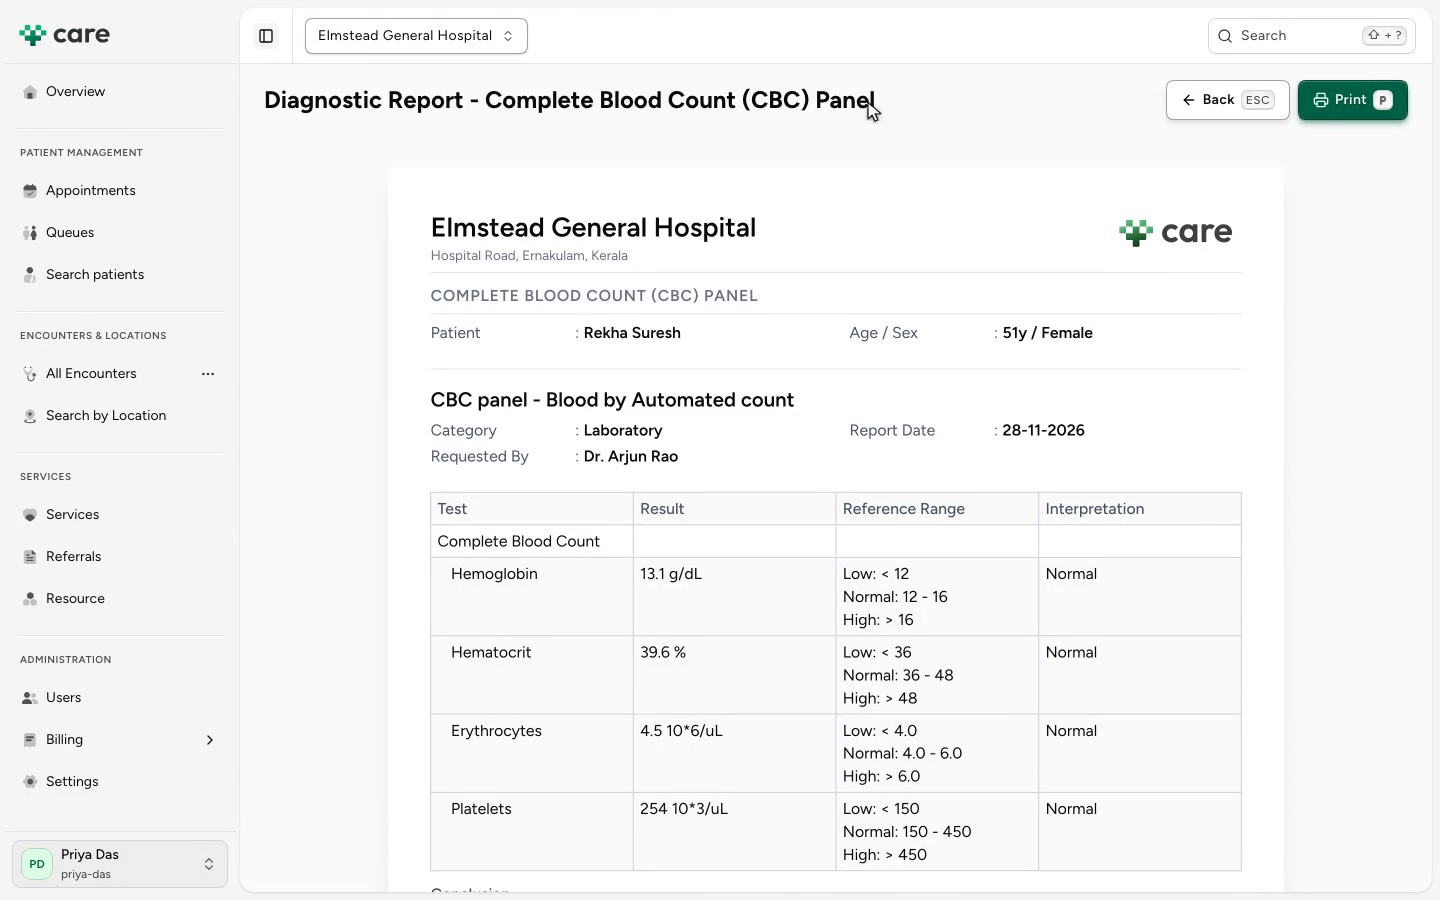 care
Elmstead General Hospital
Search
⇧ + ?
Overview
PATIENT MANAGEMENT
Appointments
Queues
Search patients
ENCOUNTERS & LOCATIONS
All Encounters
Search by Location
SERVICES
Services
Referrals
Resource
ADMINISTRATION
Users
Billing
Settings
PD
Priya Das
priya-das
Diagnostic Report - Complete Blood Count (CBC) Panel
Back ESC
Print P
Elmstead General Hospital
care
Hospital Road, Ernakulam, Kerala
COMPLETE BLOOD COUNT (CBC) PANEL
Patient : Rekha Suresh Age / Sex : 51y / Female
CBC panel - Blood by Automated count
Category : Laboratory Report Date : 28-11-2026
Requested By : Dr. Arjun Rao
Test Result Reference Range Interpretation
Complete Blood Count
Hemoglobin 13.1 g/dL Low: < 12 Normal
Normal: 12 - 16
High: > 16
Hematocrit 39.6 % Low: < 36 Normal
Normal: 36 - 48
High: > 48
Erythrocytes 4.5 10*6/uL Low: < 4.0 Normal
Normal: 4.0 - 6.0
High: > 6.0
Platelets 254 10*3/uL Low: < 150 Normal
Normal: 150 - 450
High: > 450